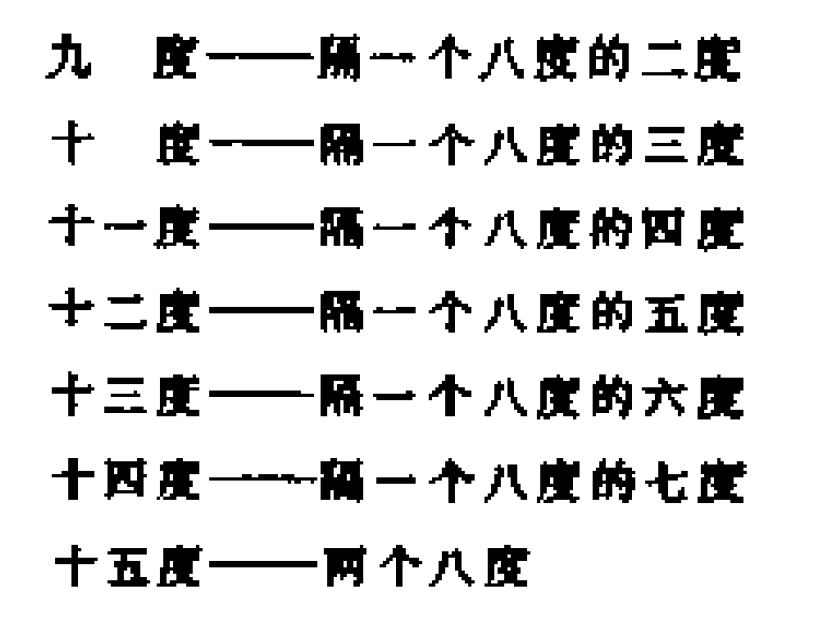 九　度——隔一个八度的二度
十　度——隔一个八度的三度
十一度——隔一个八度的四度
十二度——隔一个八度的五度
十三度——隔一个八度的六度
十四度——隔一个八度的七度
十五度——两个八度